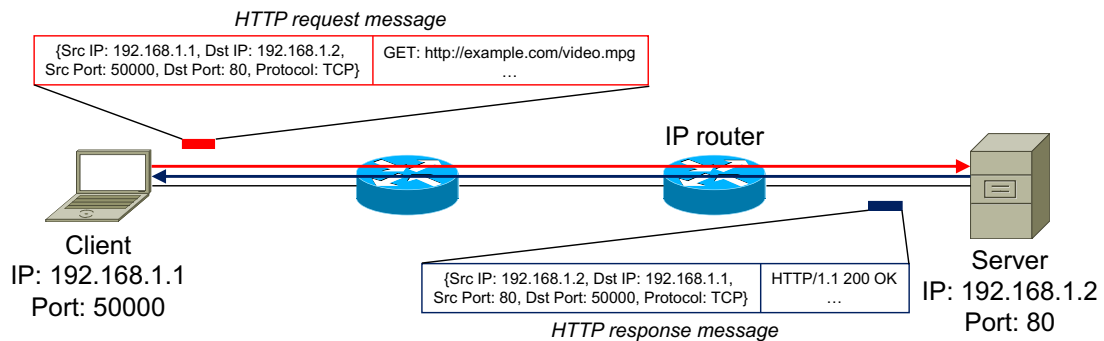 HTTP request message
{Src IP: 192.168.1.1, Dst IP: 192.168.1.2,
Src Port: 50000, Dst Port: 80, Protocol: TCP}
GET: http://example.com/video.mpg
…
IP router
Client
IP: 192.168.1.1
Port: 50000
{Src IP: 192.168.1.2, Dst IP: 192.168.1.1,
Src Port: 80, Dst Port: 50000, Protocol: TCP}
HTTP/1.1 200 OK
…
HTTP response message
Server
IP: 192.168.1.2
Port: 80